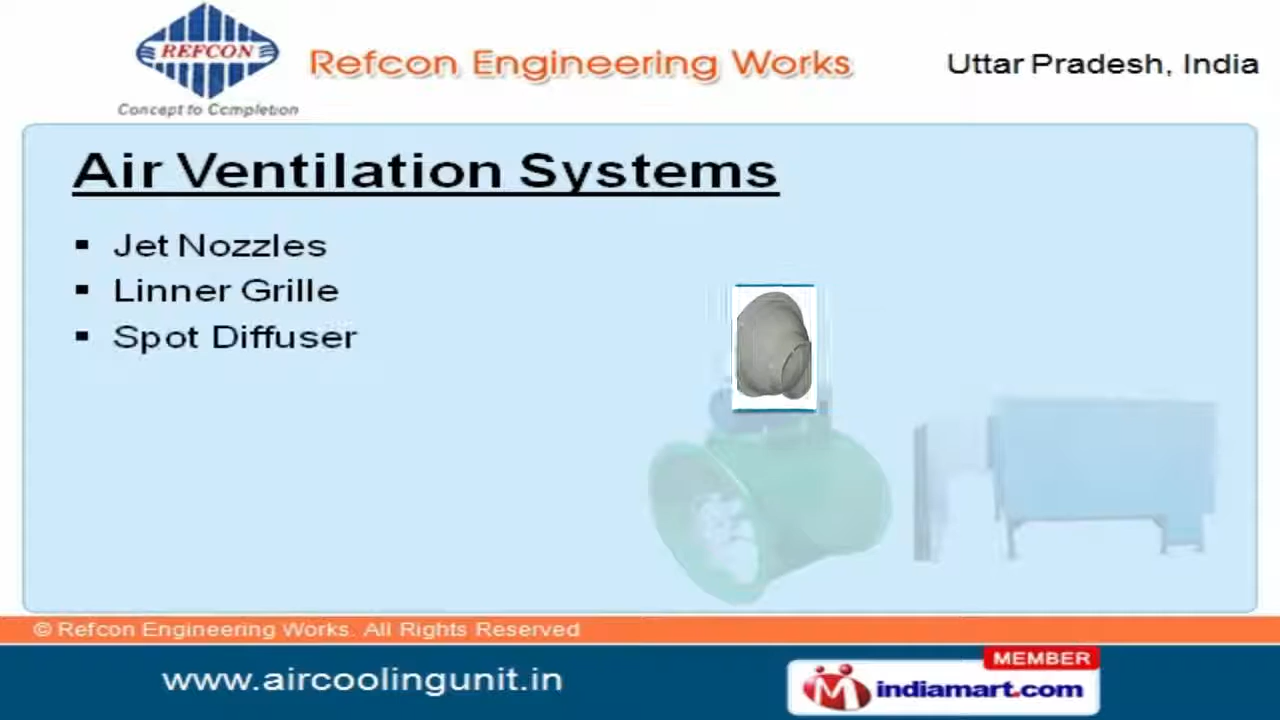 REFCON
Concept to Completion
Refcon Engineering Works
Uttar Pradesh, India
Air Ventilation Systems
▪ Jet Nozzles
▪ Linner Grille
▪ Spot Diffuser
© Refcon Engineering Works. All Rights Reserved
www.aircoolingunit.in
MEMBER
indiamart.com